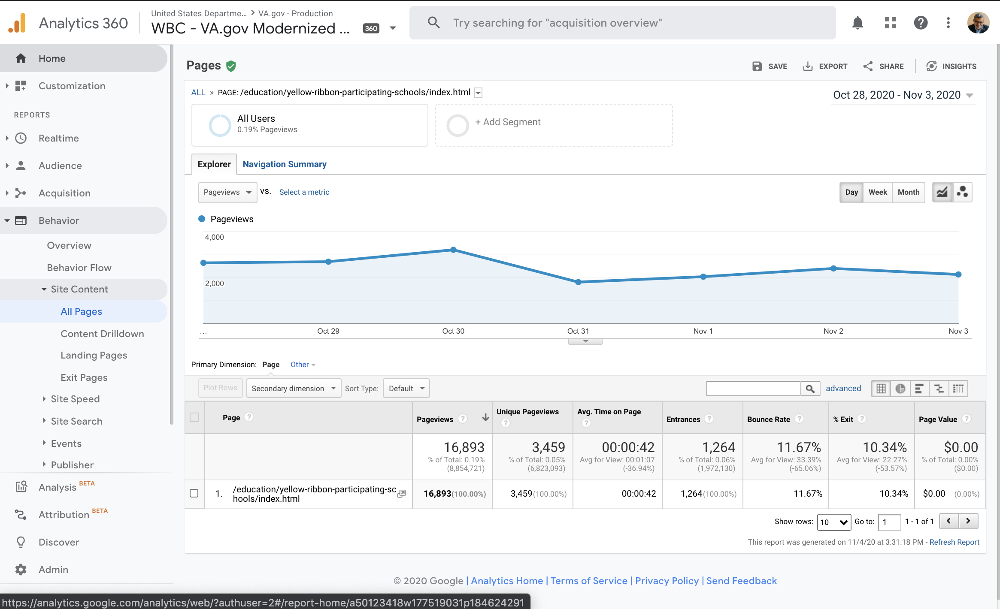 Analytics 360
United States Departme... > VA.gov - Production
WBC - VA.gov Modernized ...
360
Try searching for "acquisition overview"
Home
Customization
REPORTS
Realtime
Audience
Acquisition
Behavior
Overview
Behavior Flow
Site Content
All Pages
Content Drilldown
Landing Pages
Exit Pages
Site Speed
Site Search
Events
Publisher
Analysis BETA
Attribution BETA
Discover
Admin
Pages
SAVE EXPORT SHARE INSIGHTS
ALL » PAGE: /education/yellow-ribbon-participating-schools/index.html
Oct 28, 2020 - Nov 3, 2020
All Users
0.19% Pageviews
+ Add Segment
Explorer Navigation Summary
Pageviews VS. Select a metric
Day Week Month
Pageviews
4,000
2,000
... Oct 29 Oct 30 Oct 31 Nov 1 Nov 2 Nov 3
Primary Dimension: Page Other
Plot Rows Secondary dimension Sort Type: Default advanced
Page ? Pageviews ? Unique Pageviews ? Avg. Time on Page ? Entrances ? Bounce Rate ? % Exit ? Page Value ?
16,893 3,459 00:00:42 1,264 11.67% 10.34% $0.00
% of Total: 0.19% % of Total: 0.05% Avg for View: 00:01:07 % of Total: 0.06% Avg for View: 33.39% Avg for View: 22.27% % of Total: 0.00%
(8,854,721) (6,823,093) (-36.94%) (1,972,130) (-65.06%) (-53.57%) ($0.00)
1. /education/yellow-ribbon-participating-sc
hools/index.html
16,893(100.00%) 3,459(100.00%) 00:00:42 1,264(100.00%) 11.67% 10.34% $0.00 (0.00%)
Show rows: 10 Go to: 1 1 - 1 of 1
This report was generated on 11/4/20 at 3:31:18 PM - Refresh Report
© 2020 Google | Analytics Home | Terms of Service | Privacy Policy | Send Feedback
https://analytics.google.com/analytics/web/?authuser=2#/report-home/a50123418w177519031p184624291